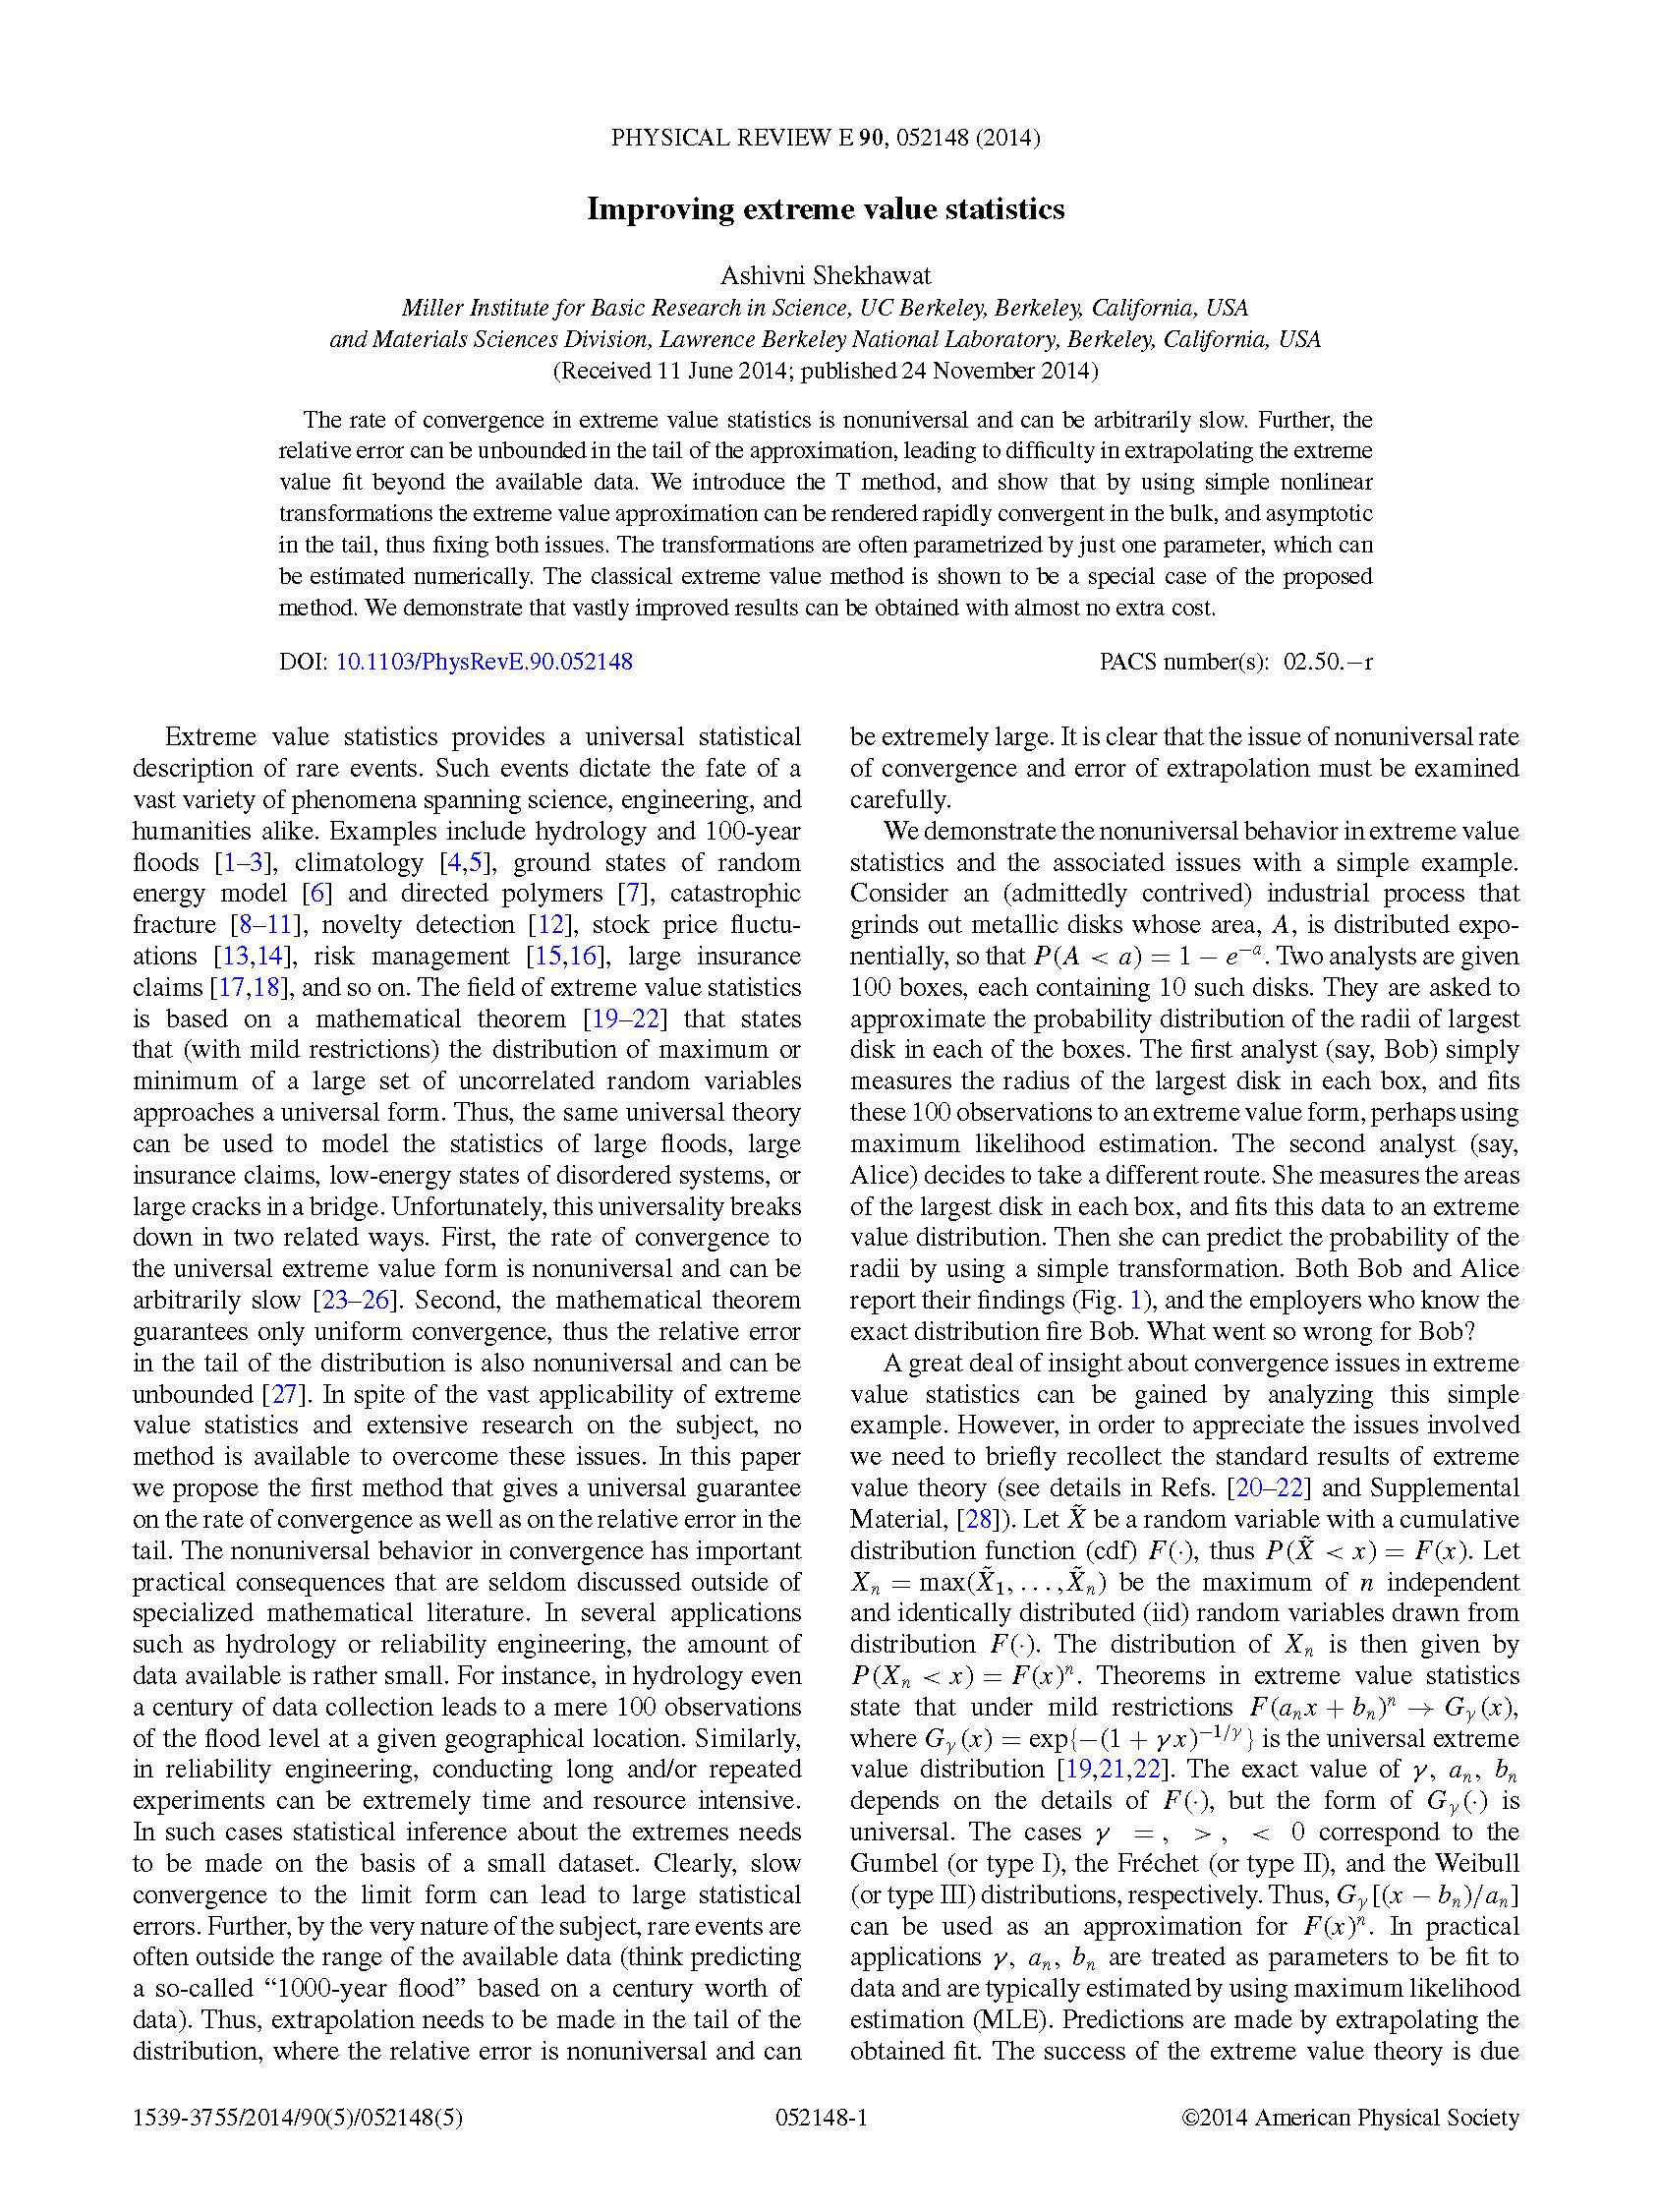 PHYSICAL REVIEW E 90, 052148 (2014)
Improving extreme value statistics
Ashivni Shekhawat
Miller Institute for Basic Research in Science, UC Berkeley, Berkeley, California, USA
and Materials Sciences Division, Lawrence Berkeley National Laboratory, Berkeley, California, USA
(Received 11 June 2014; published 24 November 2014)
The rate of convergence in extreme value statistics is nonuniversal and can be arbitrarily slow. Further, the
relative error can be unbounded in the tail of the approximation, leading to difficulty in extrapolating the extreme
value fit beyond the available data. We introduce the T method, and show that by using simple nonlinear
transformations the extreme value approximation can be rendered rapidly convergent in the bulk, and asymptotic
in the tail, thus fixing both issues. The transformations are often parametrized by just one parameter, which can
be estimated numerically. The classical extreme value method is shown to be a special case of the proposed
method. We demonstrate that vastly improved results can be obtained with almost no extra cost.
DOI: 10.1103/PhysRevE.90.052148
PACS number(s): 02.50.−r
Extreme value statistics provides a universal statistical
description of rare events. Such events dictate the fate of a
vast variety of phenomena spanning science, engineering, and
humanities alike. Examples include hydrology and 100-year
floods [1–3], climatology [4,5], ground states of random
energy model [6] and directed polymers [7], catastrophic
fracture [8–11], novelty detection [12], stock price fluctu-
ations [13,14], risk management [15,16], large insurance
claims [17,18], and so on. The field of extreme value statistics
is based on a mathematical theorem [19–22] that states
that (with mild restrictions) the distribution of maximum or
minimum of a large set of uncorrelated random variables
approaches a universal form. Thus, the same universal theory
can be used to model the statistics of large floods, large
insurance claims, low-energy states of disordered systems, or
large cracks in a bridge. Unfortunately, this universality breaks
down in two related ways. First, the rate of convergence to
the universal extreme value form is nonuniversal and can be
arbitrarily slow [23–26]. Second, the mathematical theorem
guarantees only uniform convergence, thus the relative error
in the tail of the distribution is also nonuniversal and can be
unbounded [27]. In spite of the vast applicability of extreme
value statistics and extensive research on the subject, no
method is available to overcome these issues. In this paper
we propose the first method that gives a universal guarantee
on the rate of convergence as well as on the relative error in the
tail. The nonuniversal behavior in convergence has important
practical consequences that are seldom discussed outside of
specialized mathematical literature. In several applications
such as hydrology or reliability engineering, the amount of
data available is rather small. For instance, in hydrology even
a century of data collection leads to a mere 100 observations
of the flood level at a given geographical location. Similarly,
in reliability engineering, conducting long and/or repeated
experiments can be extremely time and resource intensive.
In such cases statistical inference about the extremes needs
to be made on the basis of a small dataset. Clearly, slow
convergence to the limit form can lead to large statistical
errors. Further, by the very nature of the subject, rare events are
often outside the range of the available data (think predicting
a so-called “1000-year flood” based on a century worth of
data). Thus, extrapolation needs to be made in the tail of the
distribution, where the relative error is nonuniversal and can
be extremely large. It is clear that the issue of nonuniversal rate
of convergence and error of extrapolation must be examined
carefully.
We demonstrate the nonuniversal behavior in extreme value
statistics and the associated issues with a simple example.
Consider an (admittedly contrived) industrial process that
grinds out metallic disks whose area, A, is distributed expo-
nentially, so that P(A < a) = 1 − e⁻ᵃ. Two analysts are given
100 boxes, each containing 10 such disks. They are asked to
approximate the probability distribution of the radii of largest
disk in each of the boxes. The first analyst (say, Bob) simply
measures the radius of the largest disk in each box, and fits
these 100 observations to an extreme value form, perhaps using
maximum likelihood estimation. The second analyst (say,
Alice) decides to take a different route. She measures the areas
of the largest disk in each box, and fits this data to an extreme
value distribution. Then she can predict the probability of the
radii by using a simple transformation. Both Bob and Alice
report their findings (Fig. 1), and the employers who know the
exact distribution fire Bob. What went so wrong for Bob?
A great deal of insight about convergence issues in extreme
value statistics can be gained by analyzing this simple
example. However, in order to appreciate the issues involved
we need to briefly recollect the standard results of extreme
value theory (see details in Refs. [20–22] and Supplemental
Material, [28]). Let X̃ be a random variable with a cumulative
distribution function (cdf) F(·), thus P(X̃ < x) = F(x). Let
Xₙ = max(X̃₁, . . . ,X̃ₙ) be the maximum of n independent
and identically distributed (iid) random variables drawn from
distribution F(·). The distribution of Xₙ is then given by
P(Xₙ < x) = F(x)ⁿ. Theorems in extreme value statistics
state that under mild restrictions F(aₙx + bₙ)ⁿ → Gᵧ(x),
where Gᵧ(x) = exp{−(1 + γx)^{−1/γ}} is the universal extreme
value distribution [19,21,22]. The exact value of γ, aₙ, bₙ
depends on the details of F(·), but the form of Gᵧ(·) is
universal. The cases γ =, >, < 0 correspond to the
Gumbel (or type I), the Fréchet (or type II), and the Weibull
(or type III) distributions, respectively. Thus, Gᵧ[(x − bₙ)/aₙ]
can be used as an approximation for F(x)ⁿ. In practical
applications γ, aₙ, bₙ are treated as parameters to be fit to
data and are typically estimated by using maximum likelihood
estimation (MLE). Predictions are made by extrapolating the
obtained fit. The success of the extreme value theory is due
1539-3755/2014/90(5)/052148(5)
052148-1
©2014 American Physical Society